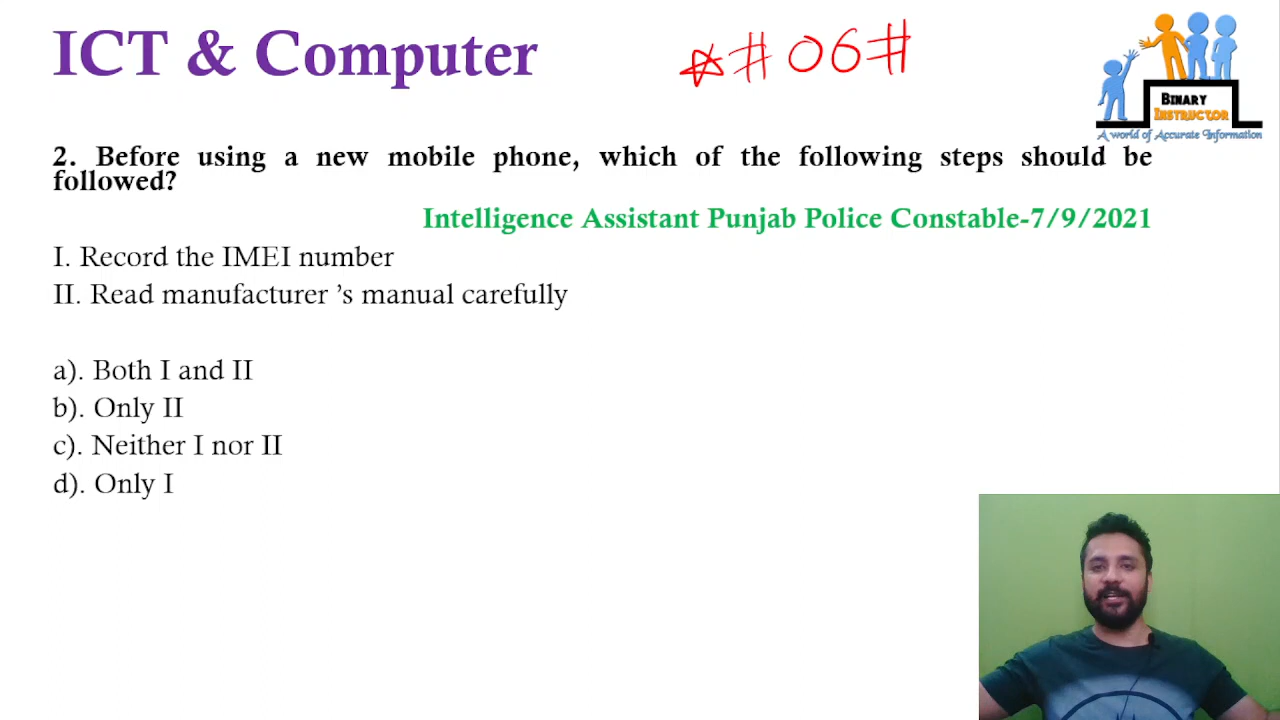 ICT & Computer
*#06#
BINARY
INSTRUCTOR
A world of Accurate Information
2. Before using a new mobile phone, which of the following steps should be
followed?
Intelligence Assistant Punjab Police Constable-7/9/2021
I. Record the IMEI number
II. Read manufacturer ’s manual carefully
a). Both I and II
b). Only II
c). Neither I nor II
d). Only I